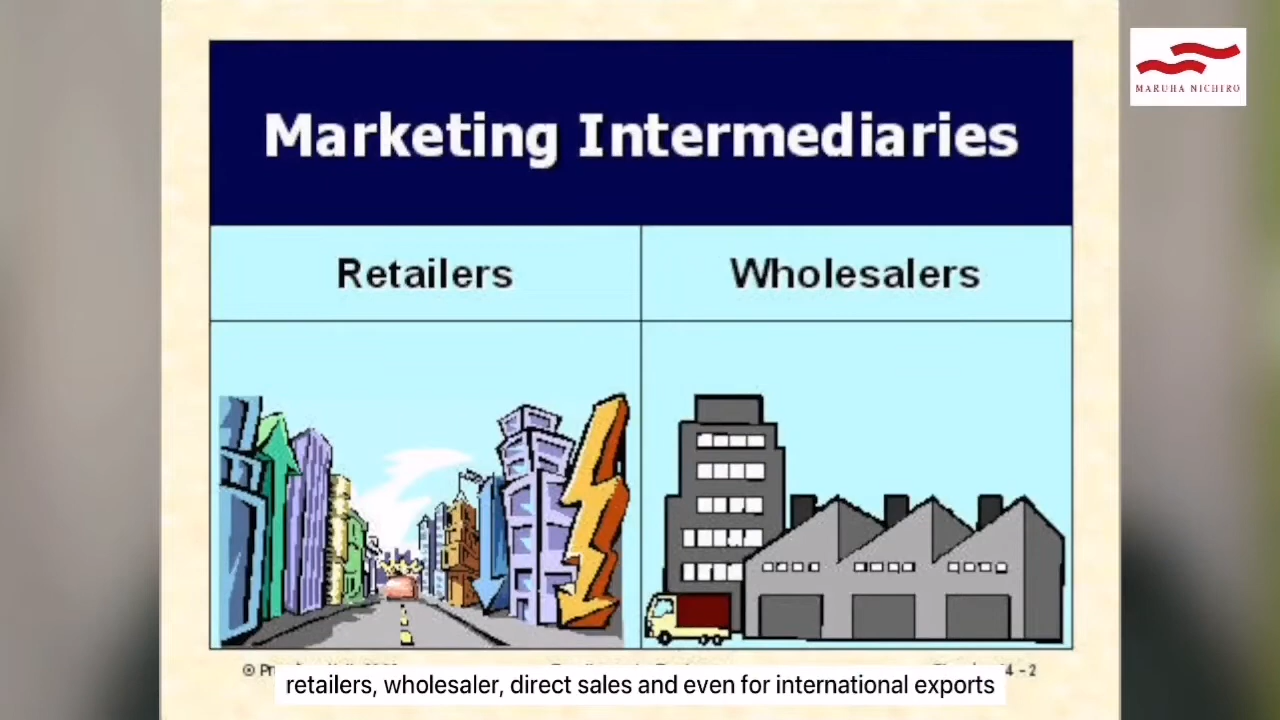 MARUHA NICHIRO
Marketing Intermediaries
Retailers
Wholesalers
retailers, wholesaler, direct sales and even for international exports